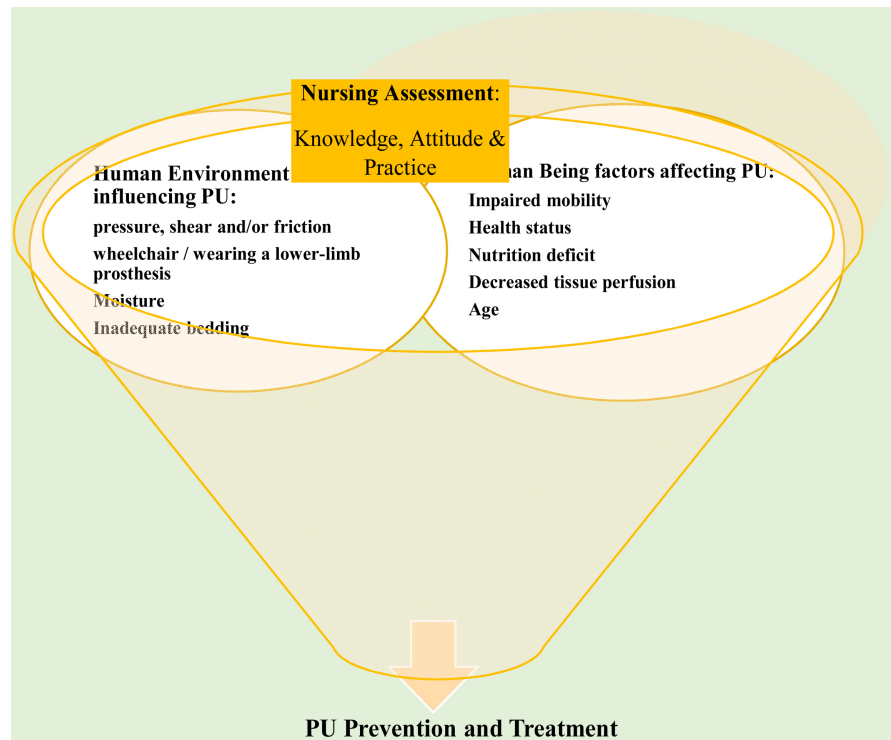 Nursing Assessment:
Knowledge, Attitude &
Practice
Human Environment
influencing PU:
pressure, shear and/or friction
wheelchair / wearing a lower-limb
prosthesis
Moisture
Inadequate bedding
an Being factors affecting PU:
Impaired mobility
Health status
Nutrition deficit
Decreased tissue perfusion
Age
PU Prevention and Treatment